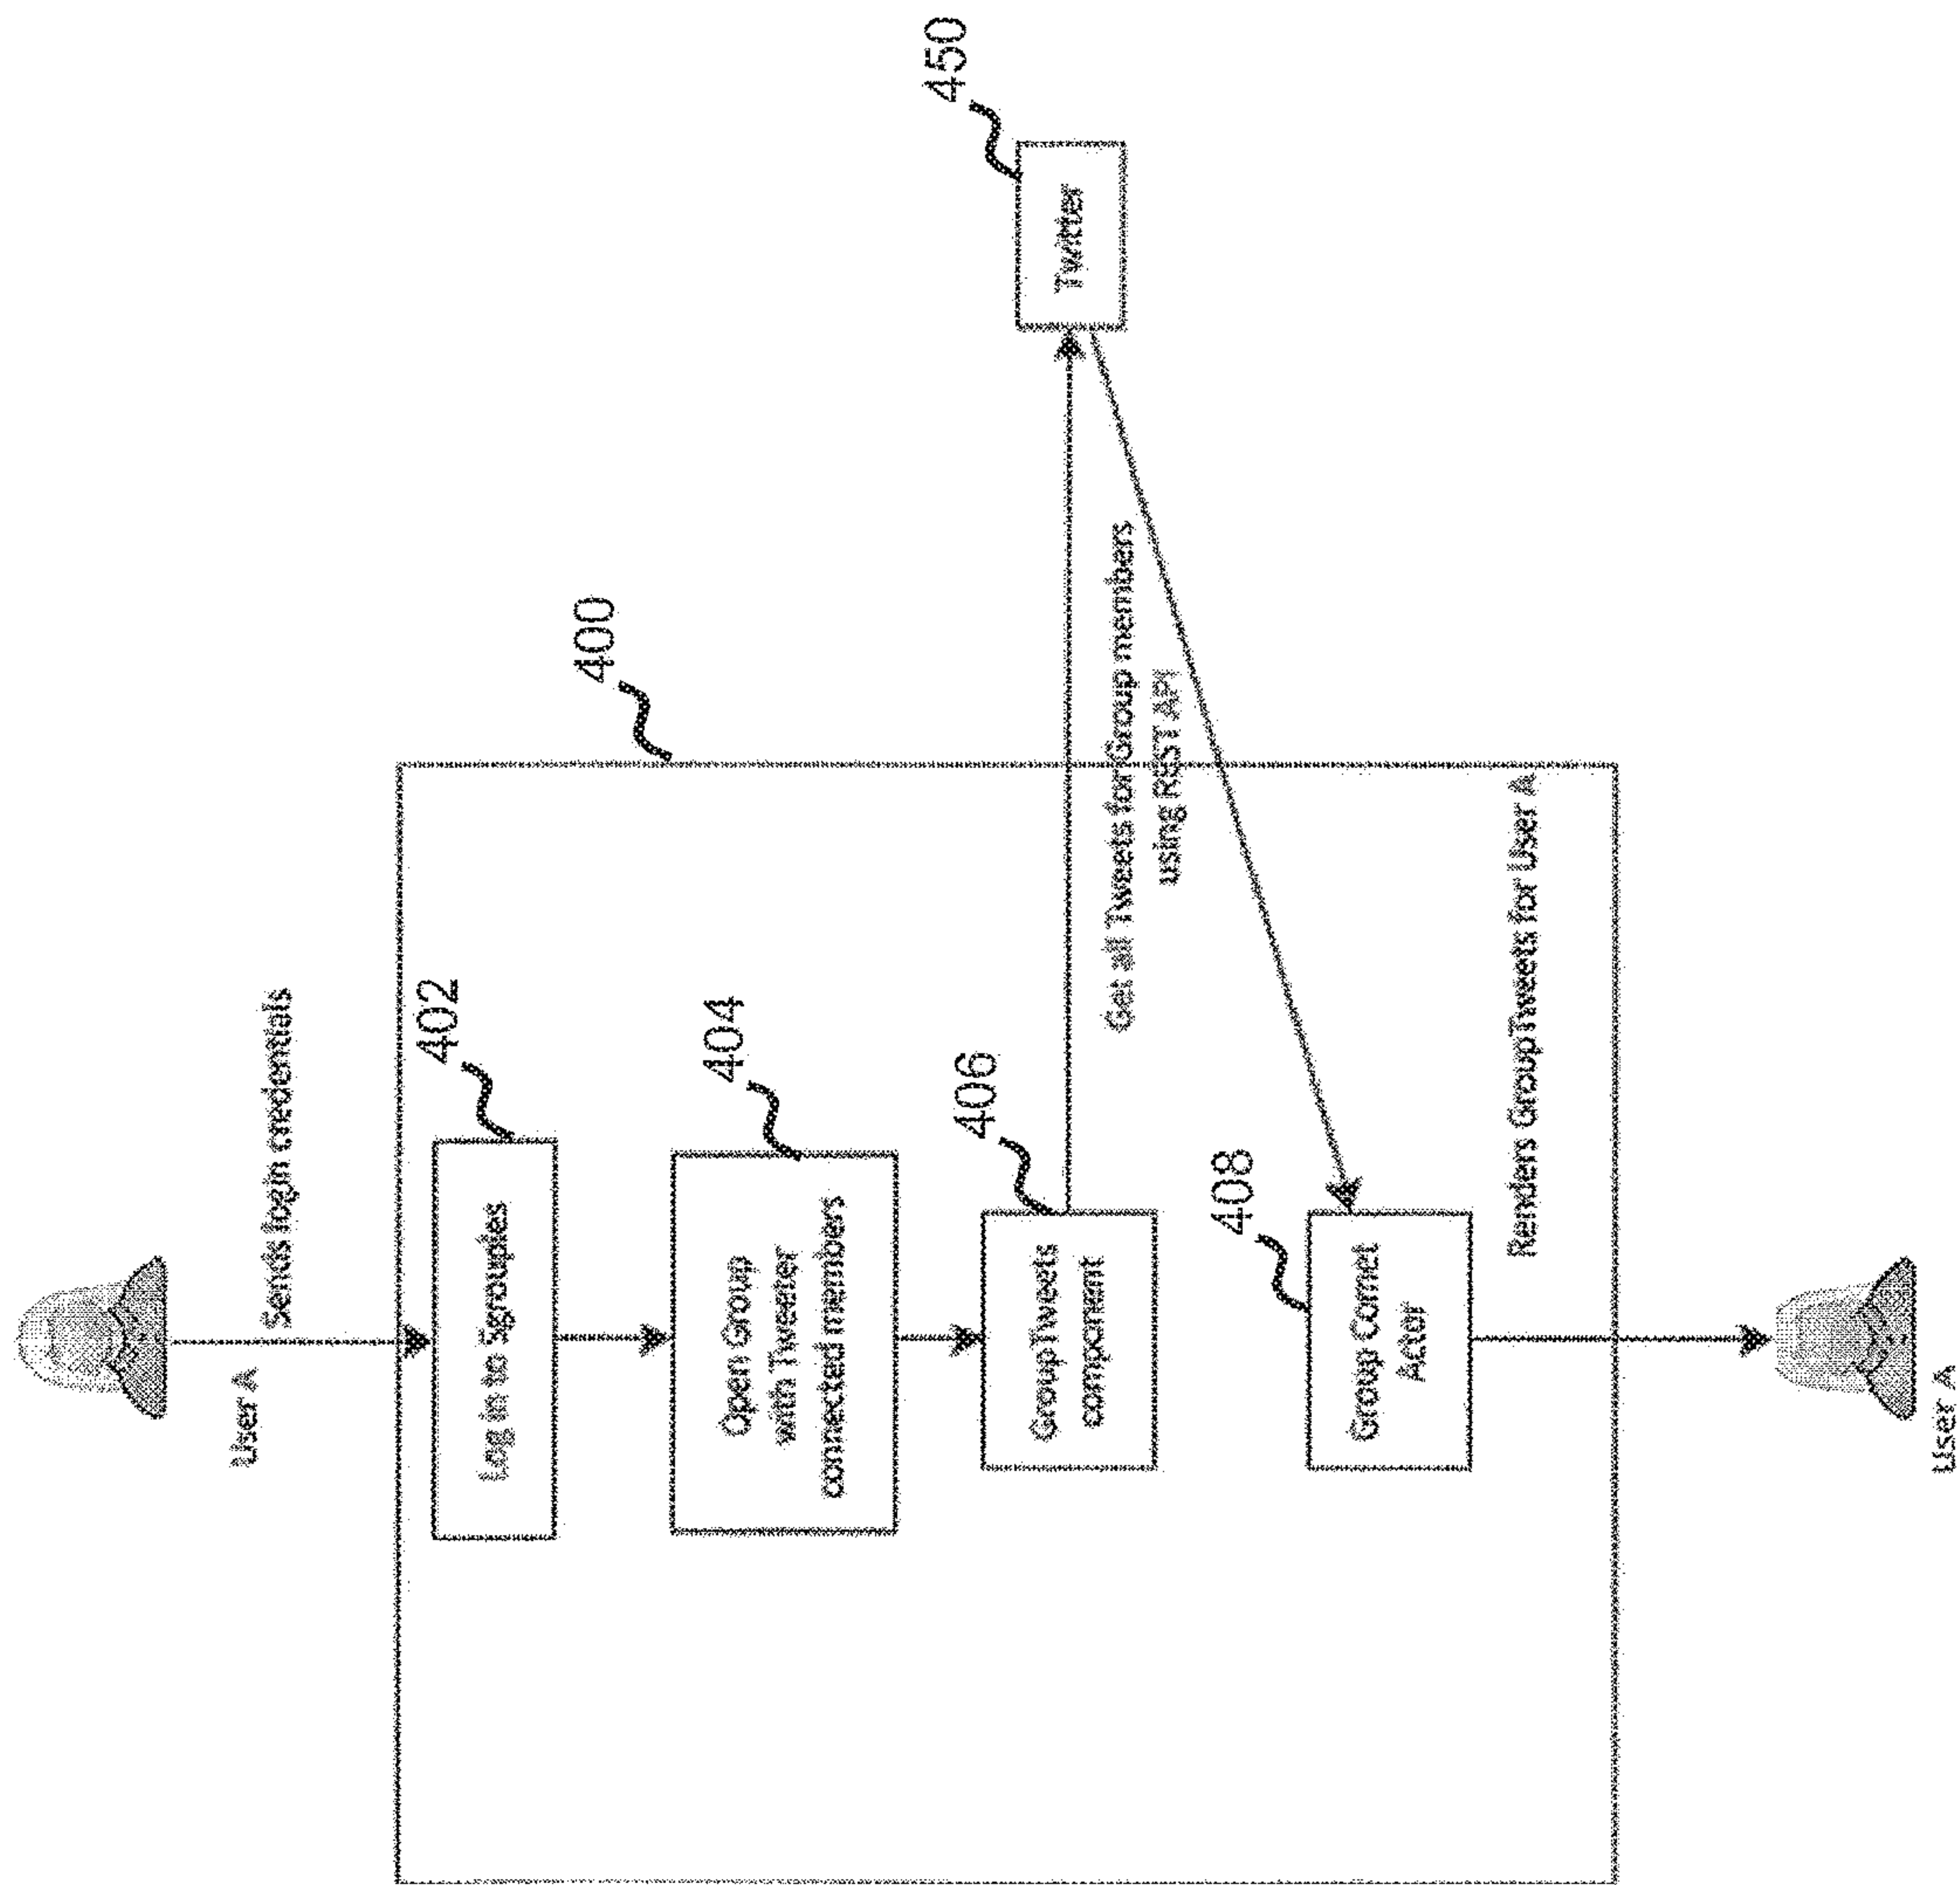 User A
Sends login credentials
400
402
Log in to Sgroupies
404
Open Group
with Tweeter
connected members
406
GroupTweets
component
Get all Tweets for Group members
using REST API
450
Twitter
408
Group Comet
Actor
Renders GroupTweets for User A
User A